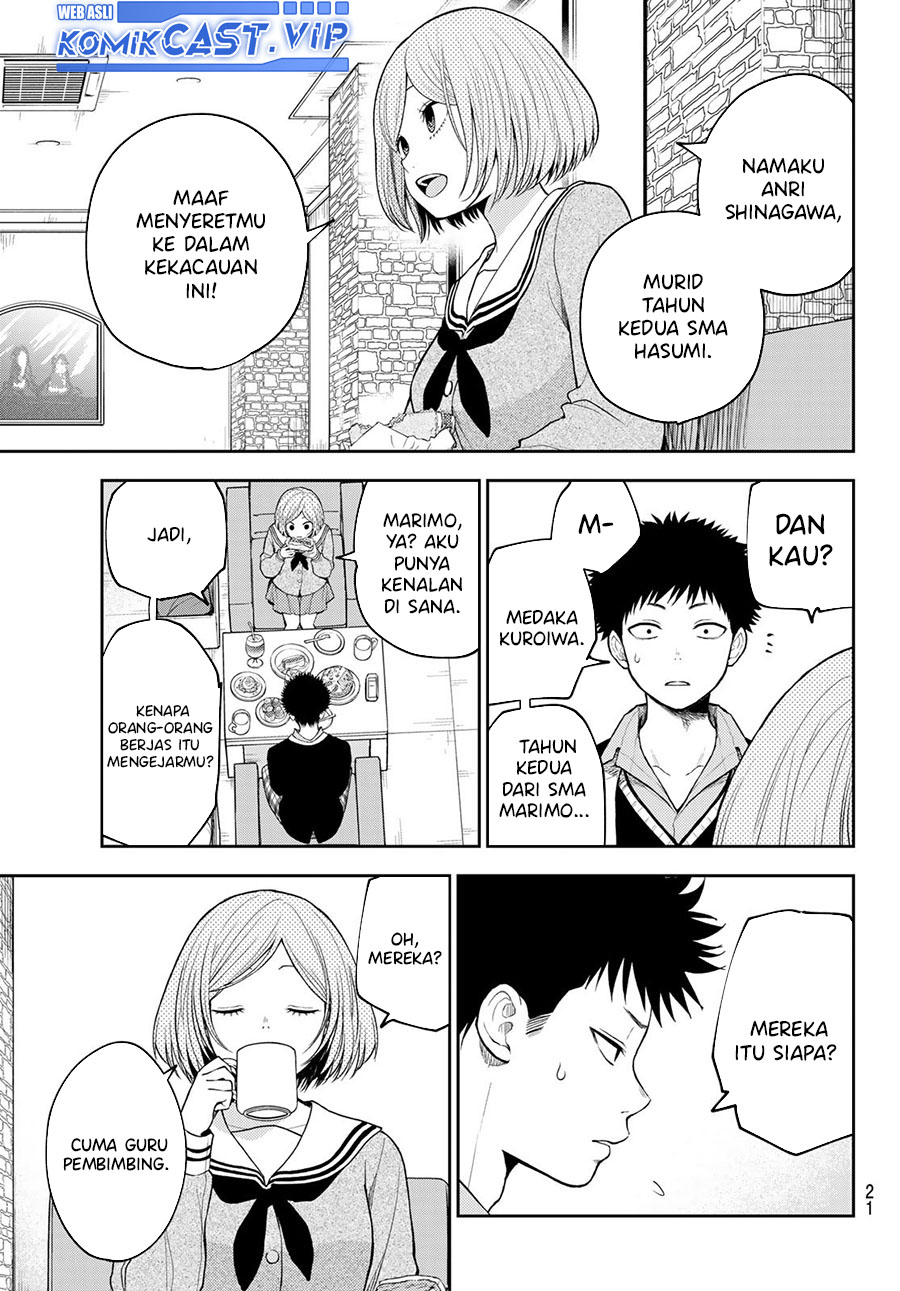 WEB ASLI
KOMIKCAST.VIP
NAMAKU
ANRI
SHINAGAWA,
MURID
TAHUN
KEDUA SMA
HASUMI.
MAAF
MENYERETMU
KE DALAM
KEKACAUAN
INI!
DAN
KAU?
M-
MEDAKA
KUROIWA.
TAHUN
KEDUA
DARI SMA
MARIMO...
MARIMO,
YA? AKU
PUNYA
KENALAN
DI SANA.
JADI,
KENAPA
ORANG-ORANG
BERJAS ITU
MENGEJARMU?
MEREKA
ITU SIAPA?
OH,
MEREKA?
CUMA GURU
PEMBIMBING.
21